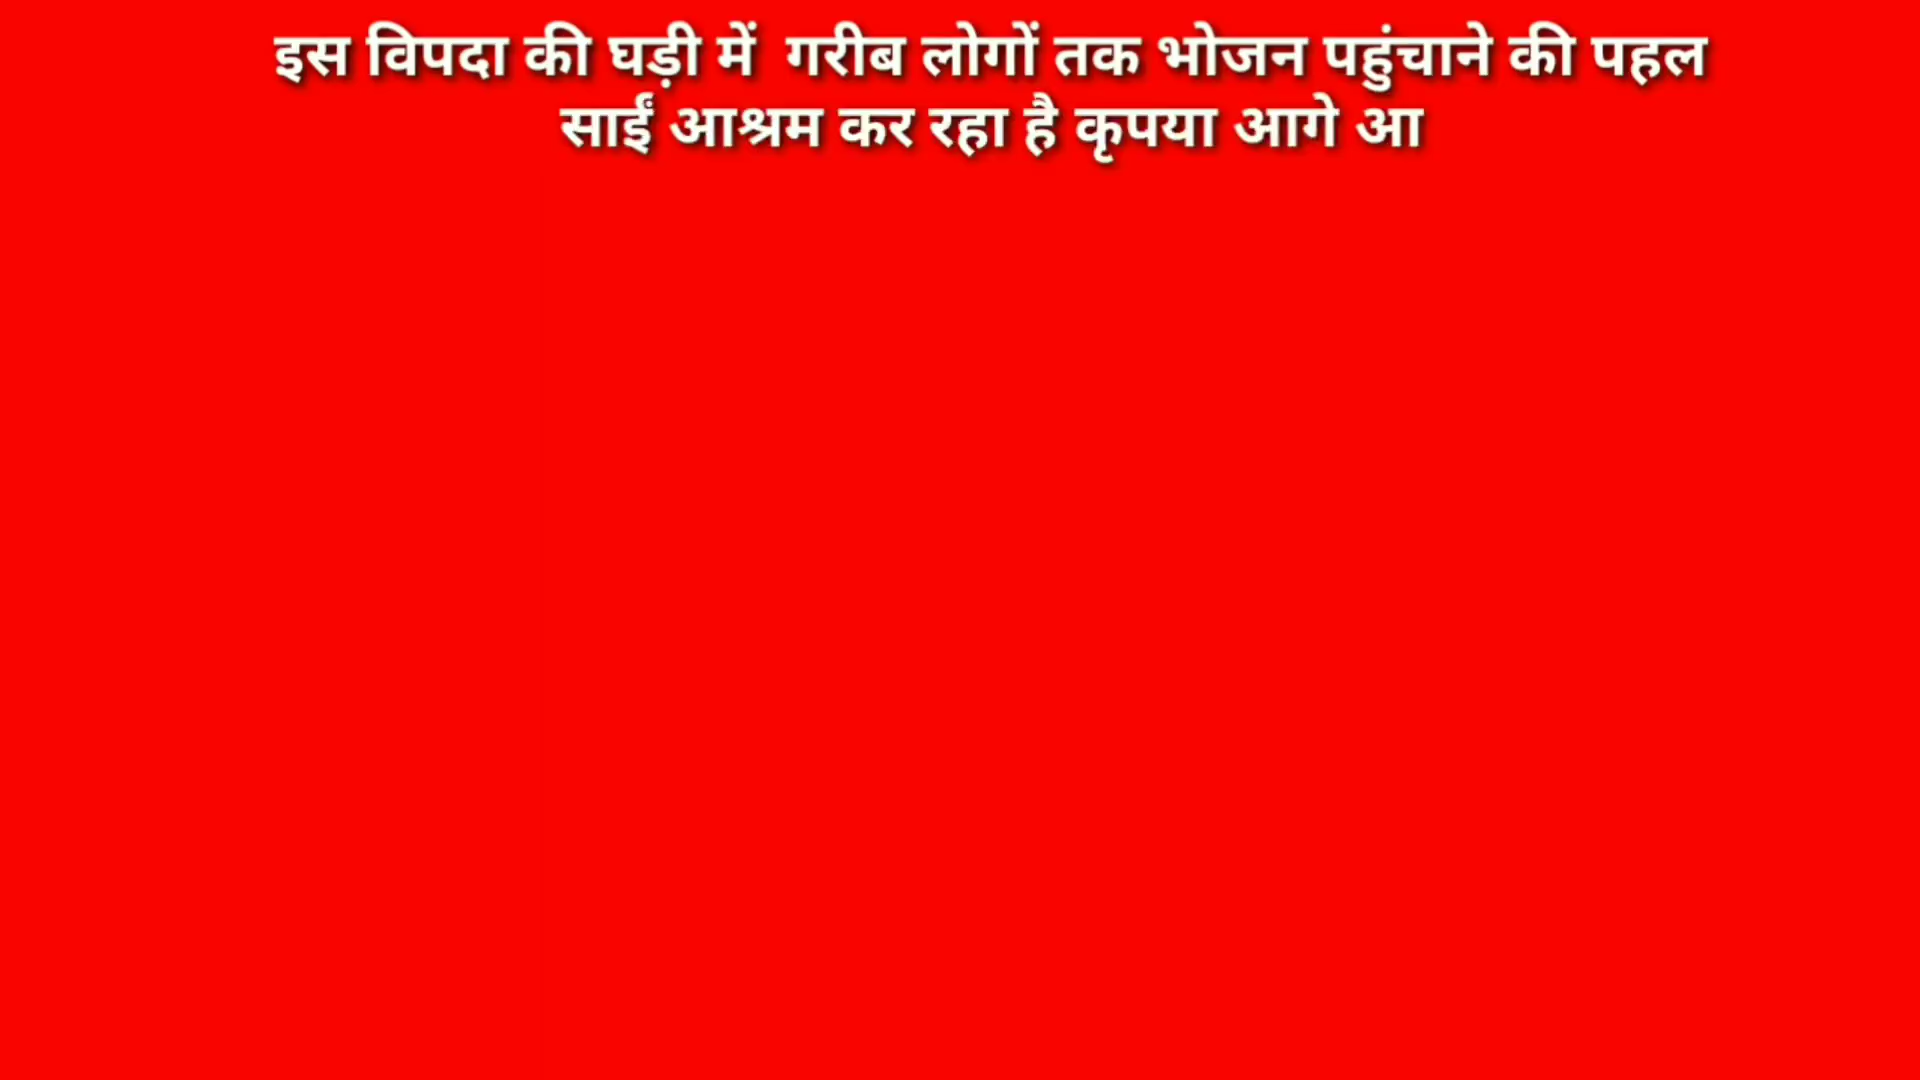 इस विपदा की घड़ी में  गरीब लोगों तक भोजन पहुंचाने की पहल
साईं आश्रम कर रहा है कृपया आगे आ